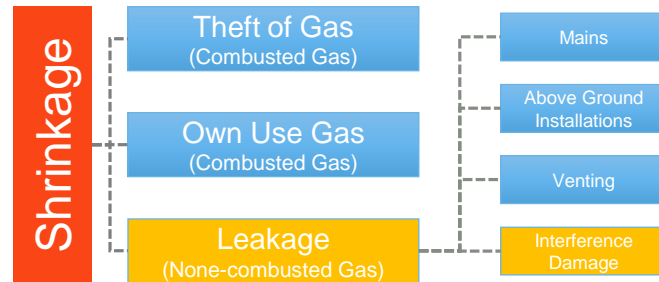 Shrinkage
Theft of Gas
(Combusted Gas)
Own Use Gas
(Combusted Gas)
Leakage
(None-combusted Gas)
Mains
Above Ground
Installations
Venting
Interference
Damage